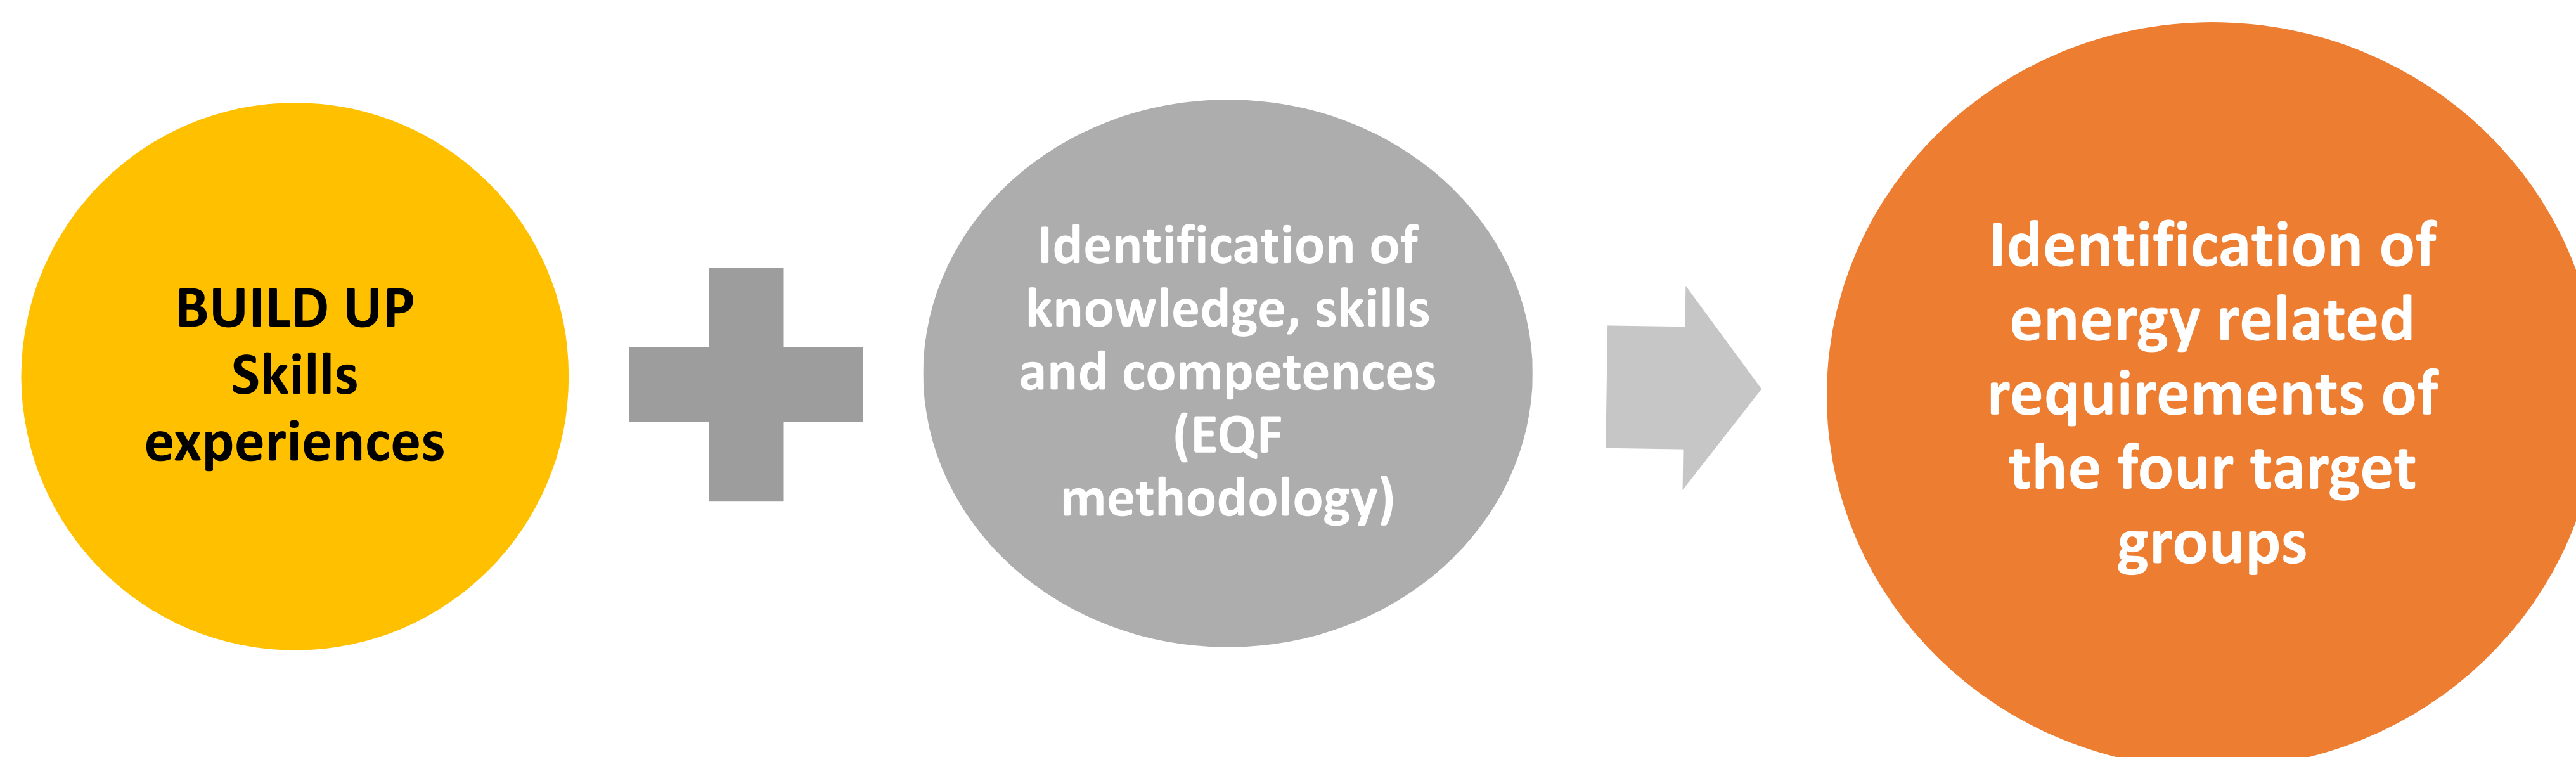 BUILD UP
Skills
experiences
Identification of
knowledge, skills
and competences
(EQF
methodology)
Identification of
energy related
requirements of
the four target
groups